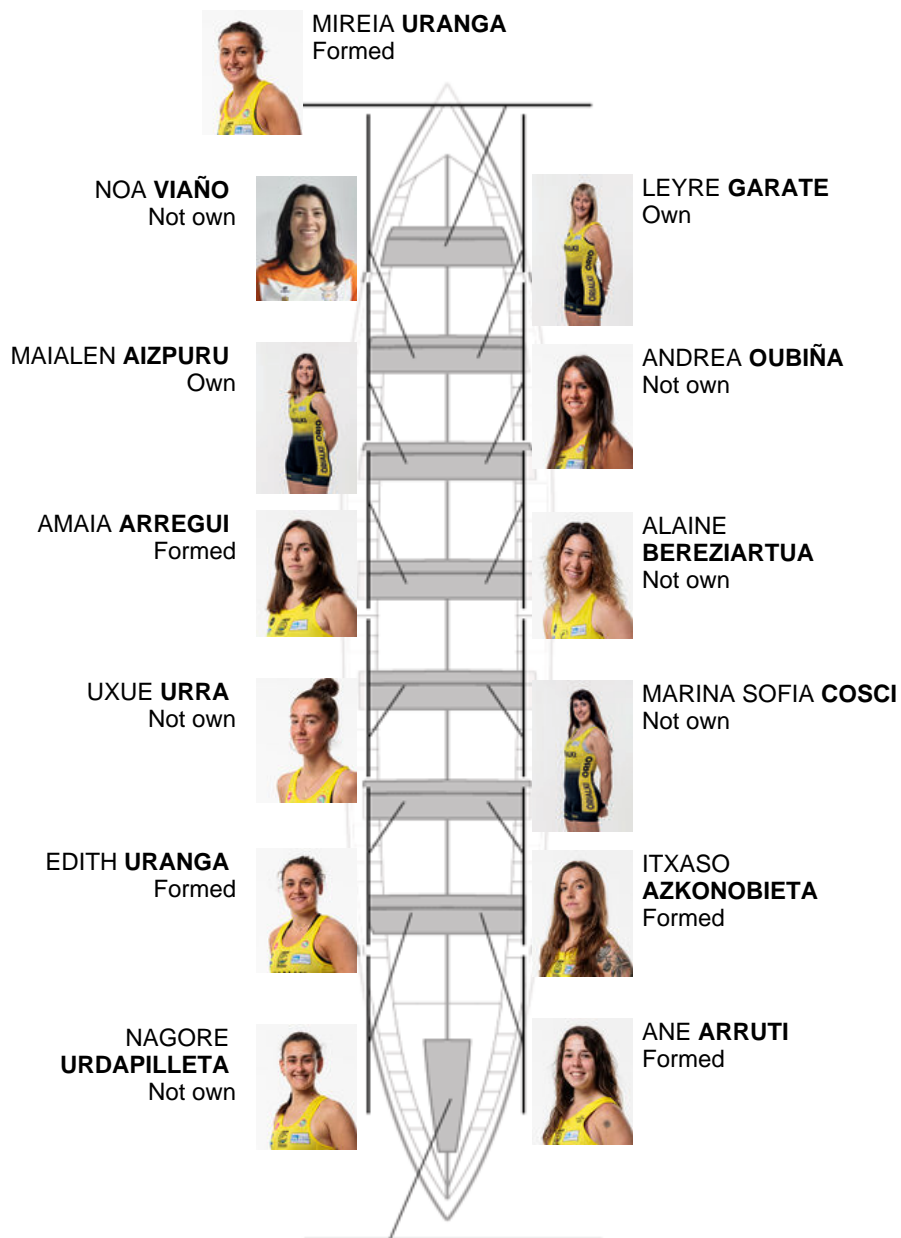 MIREIA URANGA
Formed
NOA VIAÑO
Not own
LEYRE GARATE
Own
MAIALEN AIZPURU
Own
ANDREA OUBIÑA
Not own
AMAIA ARREGUI
Formed
ALAINE
BEREZIARTUA
Not own
UXUE URRA
Not own
MARINA SOFIA COSCI
Not own
EDITH URANGA
Formed
ITXASO
AZKONOBIETA
Formed
NAGORE
URDAPILLETA
Not own
ANE ARRUTI
Formed